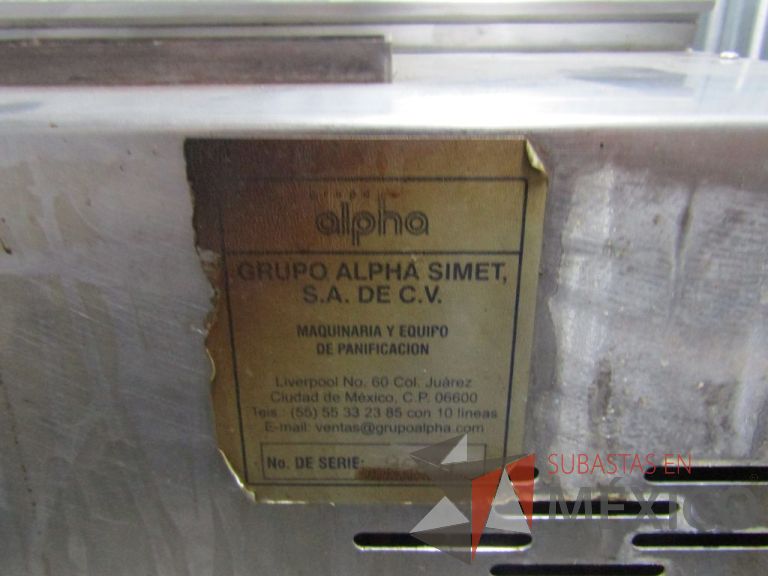 grupo
alpha
GRUPO ALPHA SIMET,
S.A. DE C.V.
MAQUINARIA Y EQUIPO
DE PANIFICACION
Liverpool No. 60 Col. Juárez
Ciudad de México, C.P. 06600
Tels.: (55) 55 33 23 85 con 10 lineas
E-mail: ventas@grupoalpha.com
No. DE SERIE:
SUBASTAS EN
MÉXICO®